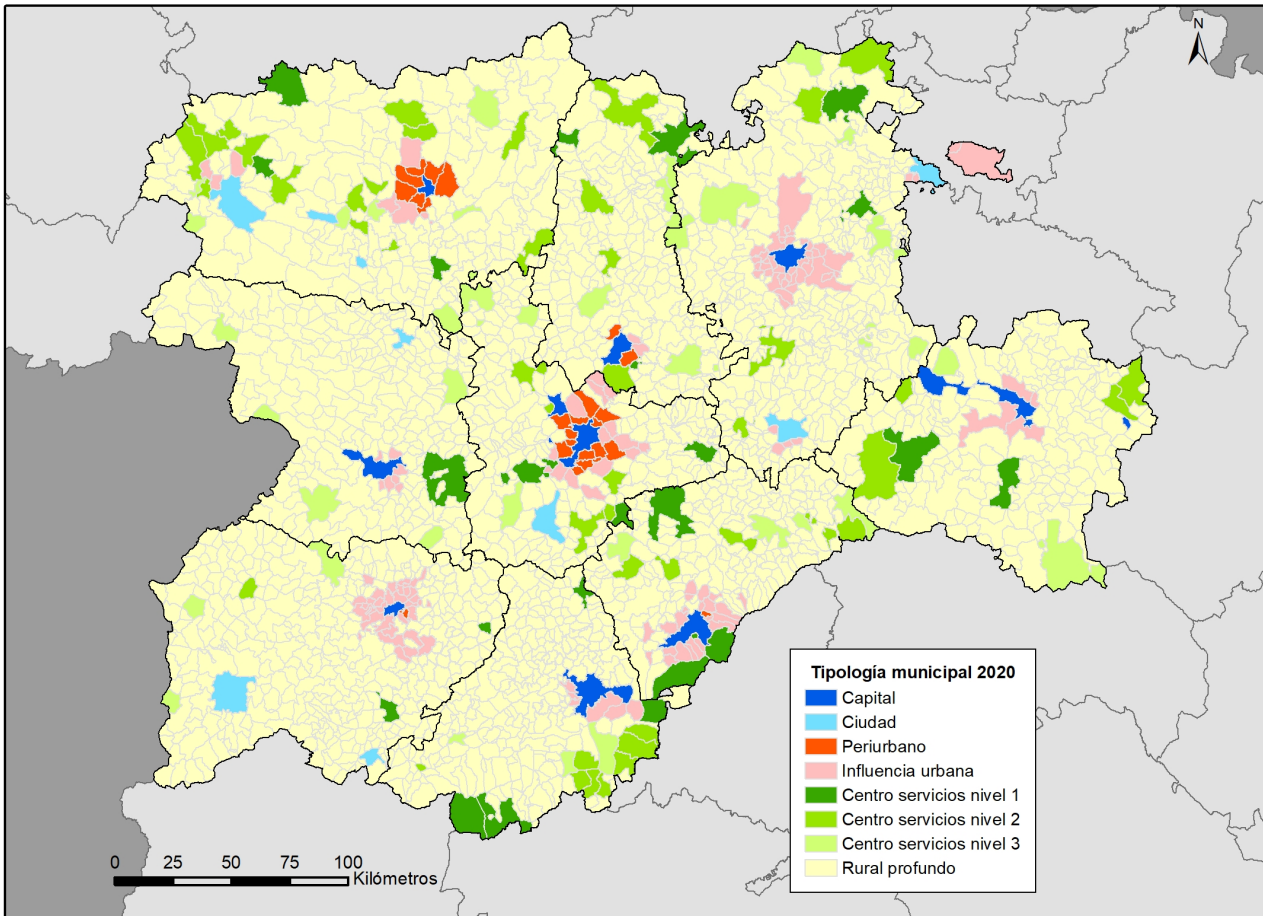 N
Tipología municipal 2020
Capital
Ciudad
Periurbano
Influencia urbana
Centro servicios nivel 1
Centro servicios nivel 2
Centro servicios nivel 3
Rural profundo
0 25 50 75 100
Kilómetros